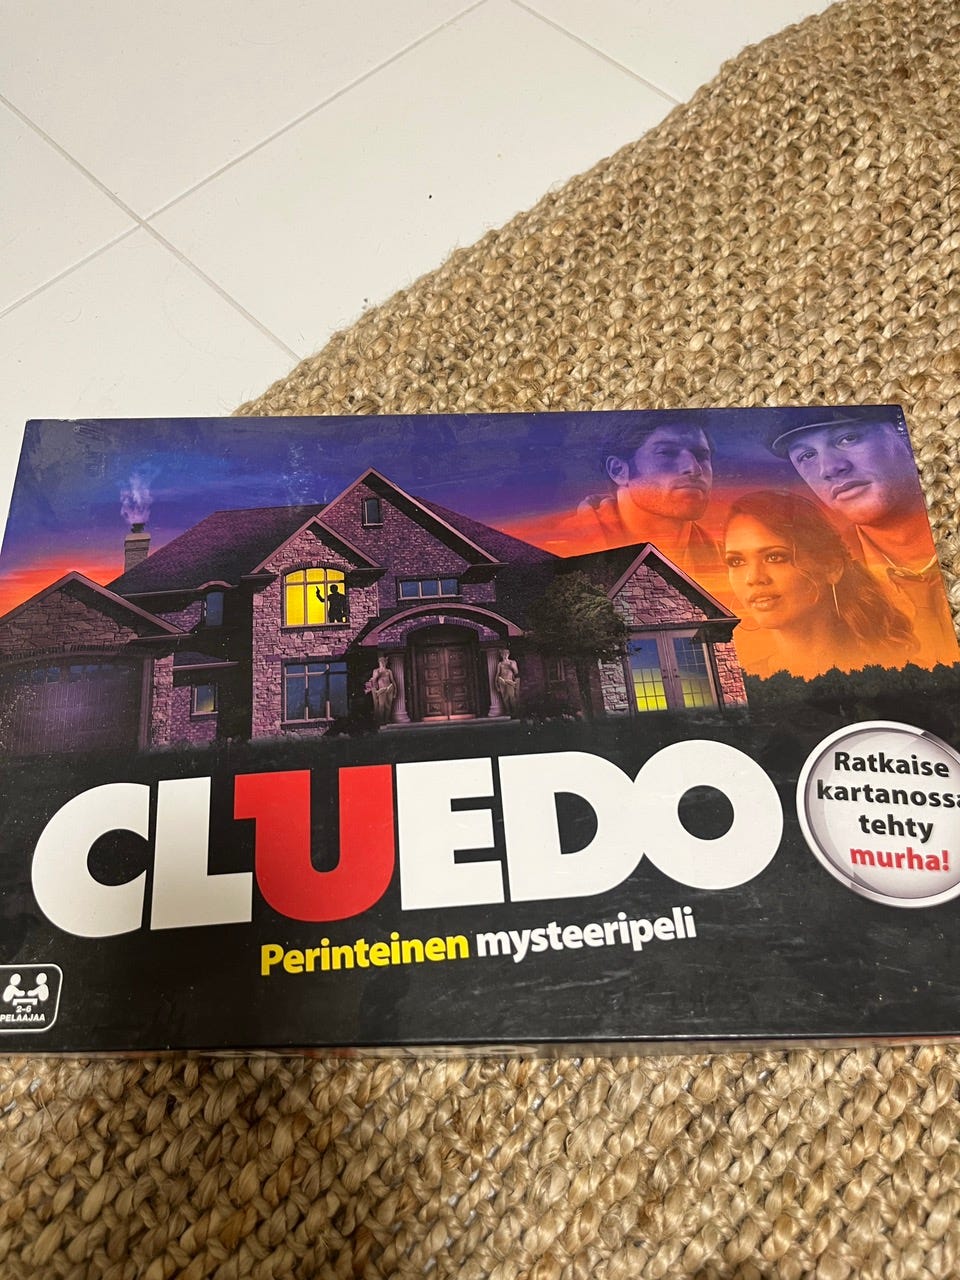 CLUEDO
Perinteinen mysteeripeli
Ratkaise
kartanossa
tehty
murha!
2-6
PELAAJAA